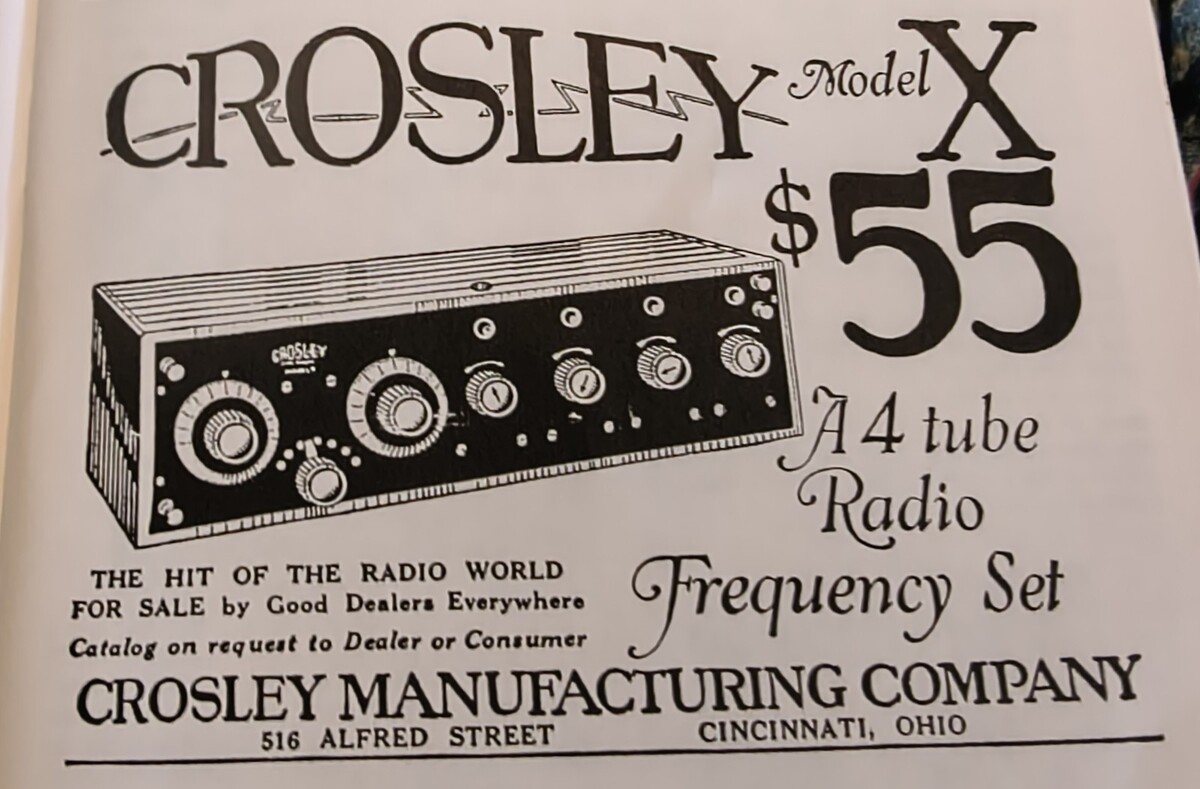 CROSLEY Model X
$55
CROSLEY
A 4 tube
Radio
Frequency Set
THE HIT OF THE RADIO WORLD
FOR SALE by Good Dealers Everywhere
Catalog on request to Dealer or Consumer
CROSLEY MANUFACTURING COMPANY
516 ALFRED STREET CINCINNATI, OHIO